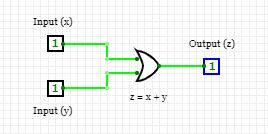 Input (x)
1
Output (z)
1
1
z = x + y
Input (y)